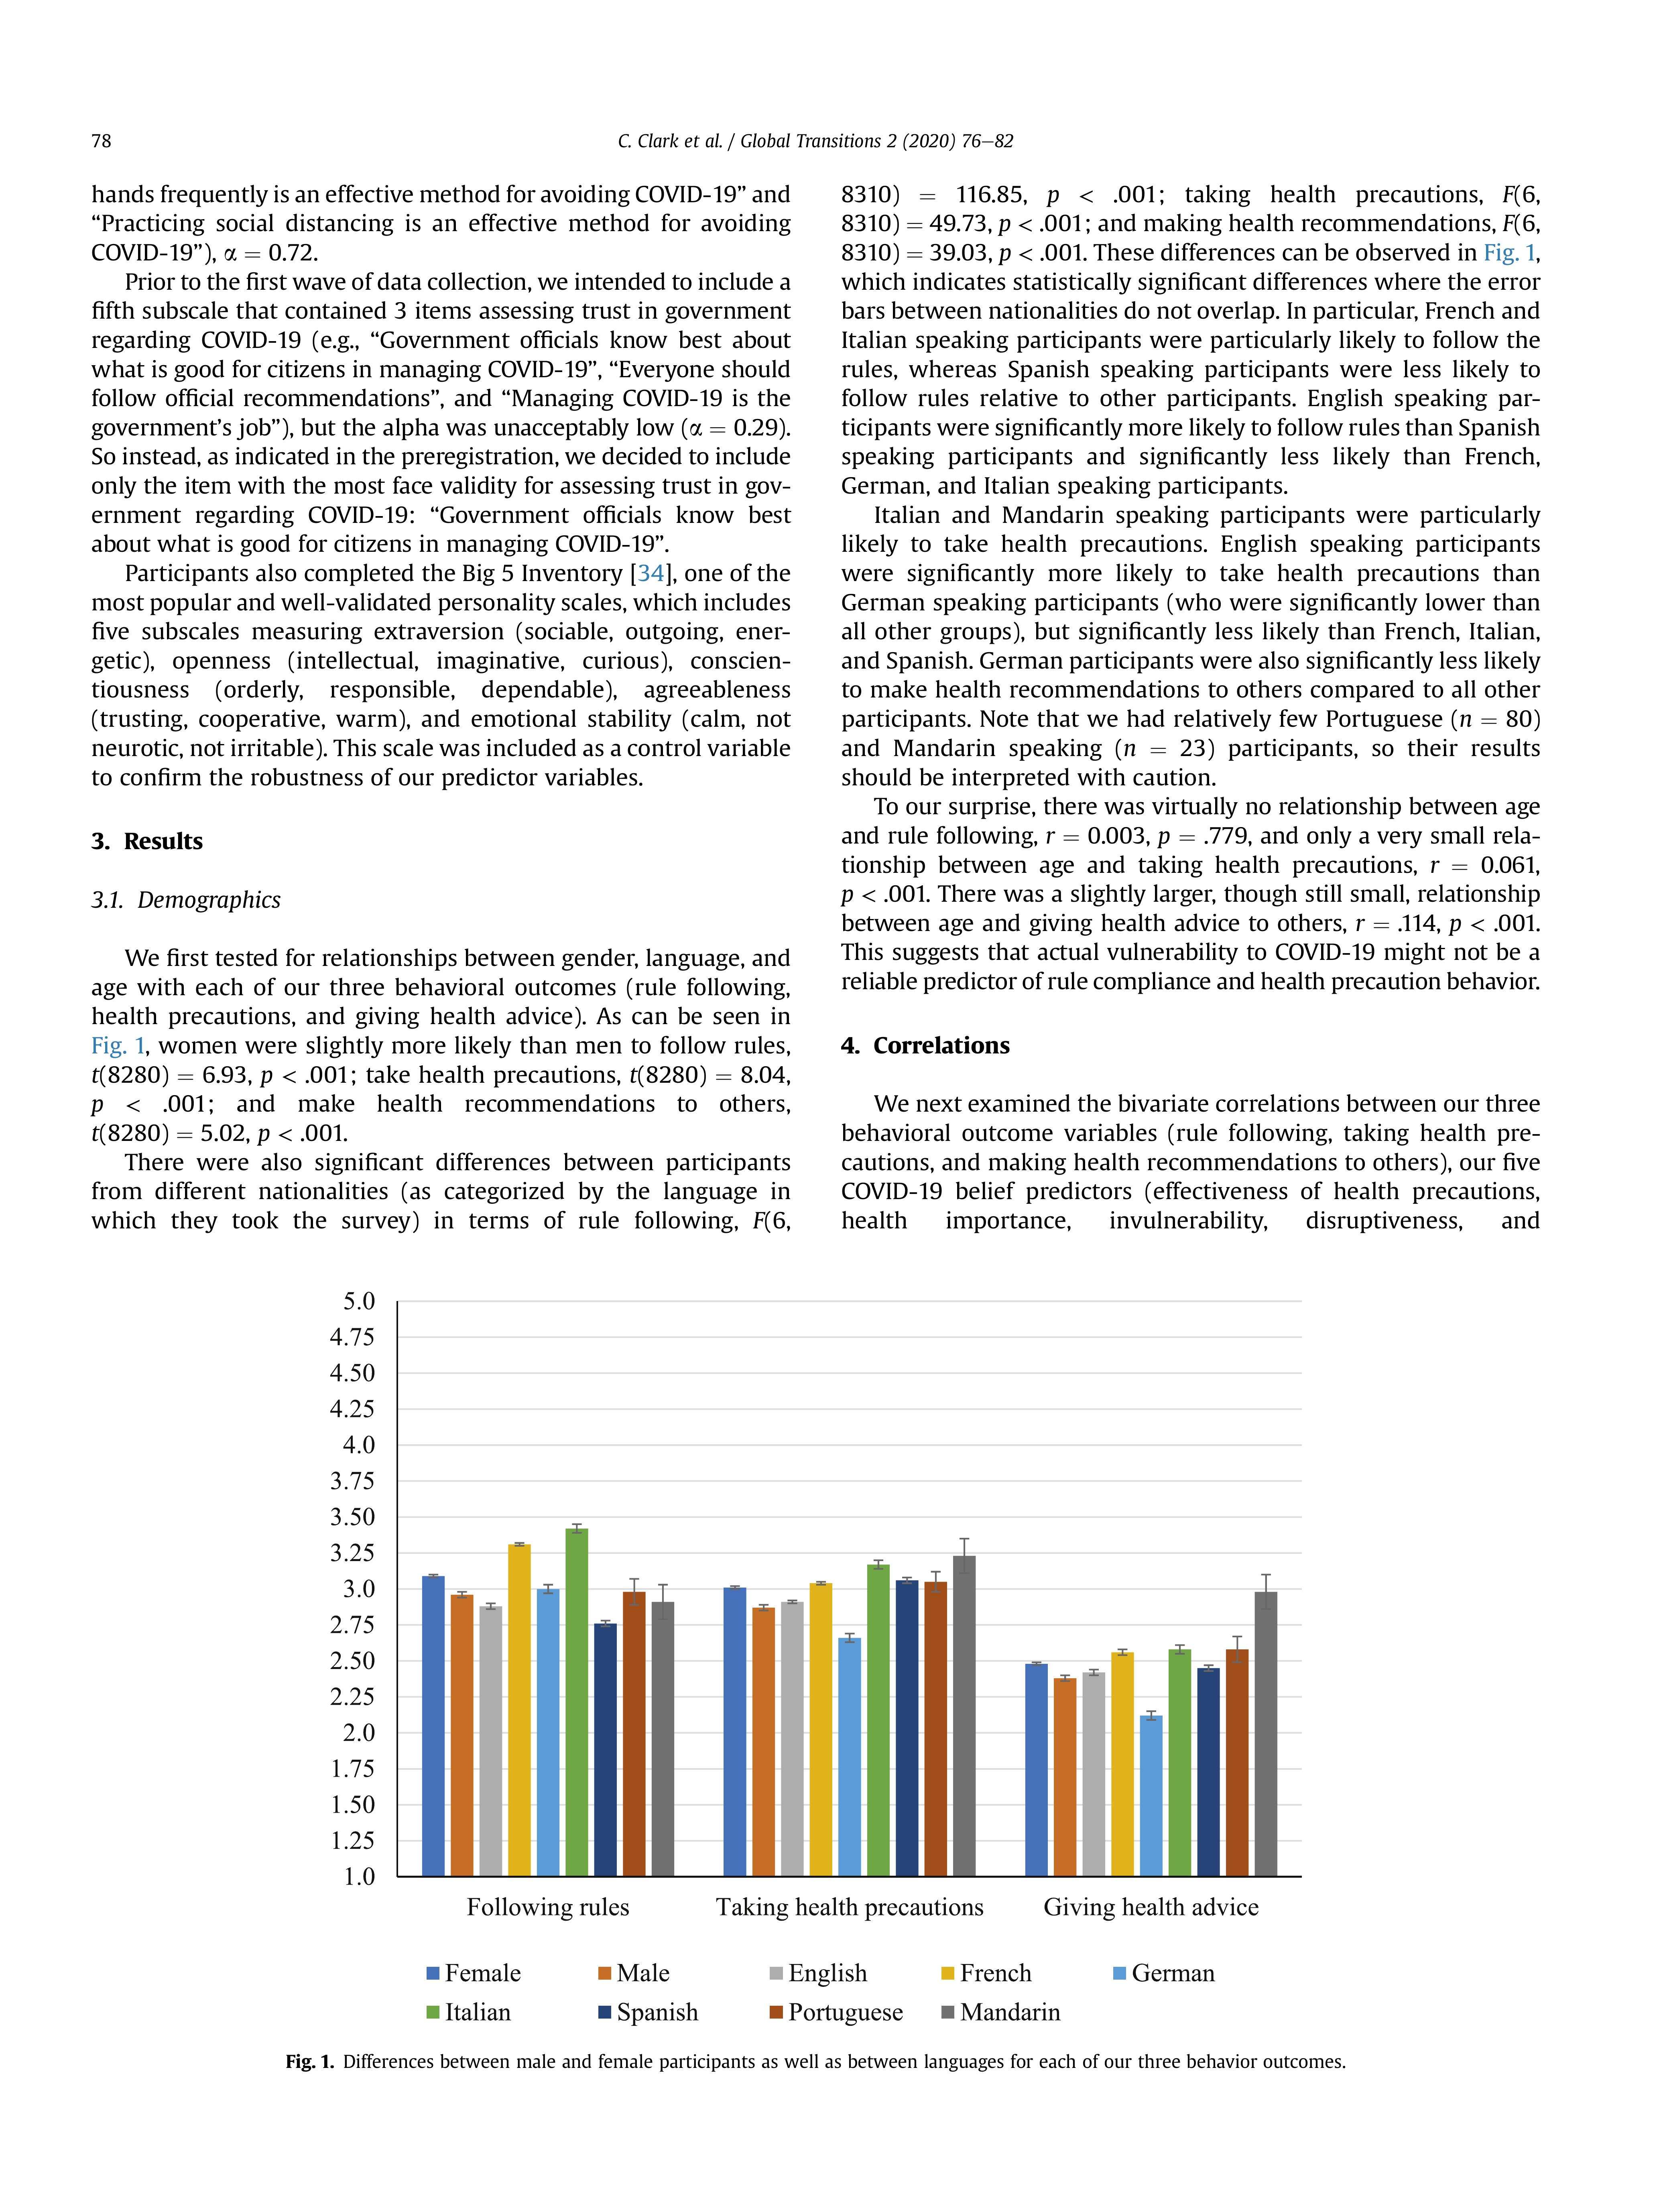 78
C. Clark et al. / Global Transitions 2 (2020) 76–82
hands frequently is an effective method for avoiding COVID-19” and
“Practicing social distancing is an effective method for avoiding
COVID-19”), α = 0.72.
Prior to the first wave of data collection, we intended to include a
fifth subscale that contained 3 items assessing trust in government
regarding COVID-19 (e.g., “Government officials know best about
what is good for citizens in managing COVID-19”, “Everyone should
follow official recommendations”, and “Managing COVID-19 is the
government’s job”), but the alpha was unacceptably low (α = 0.29).
So instead, as indicated in the preregistration, we decided to include
only the item with the most face validity for assessing trust in gov-
ernment regarding COVID-19: “Government officials know best
about what is good for citizens in managing COVID-19”.
Participants also completed the Big 5 Inventory [34], one of the
most popular and well-validated personality scales, which includes
five subscales measuring extraversion (sociable, outgoing, ener-
getic), openness (intellectual, imaginative, curious), conscien-
tiousness (orderly, responsible, dependable), agreeableness
(trusting, cooperative, warm), and emotional stability (calm, not
neurotic, not irritable). This scale was included as a control variable
to confirm the robustness of our predictor variables.
3. Results
3.1. Demographics
We first tested for relationships between gender, language, and
age with each of our three behavioral outcomes (rule following,
health precautions, and giving health advice). As can be seen in
Fig. 1, women were slightly more likely than men to follow rules,
t(8280) = 6.93, p < .001; take health precautions, t(8280) = 8.04,
p < .001; and make health recommendations to others,
t(8280) = 5.02, p < .001.
There were also significant differences between participants
from different nationalities (as categorized by the language in
which they took the survey) in terms of rule following, F(6,
8310) = 116.85, p < .001; taking health precautions, F(6,
8310) = 49.73, p < .001; and making health recommendations, F(6,
8310) = 39.03, p < .001. These differences can be observed in Fig. 1,
which indicates statistically significant differences where the error
bars between nationalities do not overlap. In particular, French and
Italian speaking participants were particularly likely to follow the
rules, whereas Spanish speaking participants were less likely to
follow rules relative to other participants. English speaking par-
ticipants were significantly more likely to follow rules than Spanish
speaking participants and significantly less likely than French,
German, and Italian speaking participants.
Italian and Mandarin speaking participants were particularly
likely to take health precautions. English speaking participants
were significantly more likely to take health precautions than
German speaking participants (who were significantly lower than
all other groups), but significantly less likely than French, Italian,
and Spanish. German participants were also significantly less likely
to make health recommendations to others compared to all other
participants. Note that we had relatively few Portuguese (n = 80)
and Mandarin speaking (n = 23) participants, so their results
should be interpreted with caution.
To our surprise, there was virtually no relationship between age
and rule following, r = 0.003, p = .779, and only a very small rela-
tionship between age and taking health precautions, r = 0.061,
p < .001. There was a slightly larger, though still small, relationship
between age and giving health advice to others, r = .114, p < .001.
This suggests that actual vulnerability to COVID-19 might not be a
reliable predictor of rule compliance and health precaution behavior.
4. Correlations
We next examined the bivariate correlations between our three
behavioral outcome variables (rule following, taking health pre-
cautions, and making health recommendations to others), our five
COVID-19 belief predictors (effectiveness of health precautions,
health importance, invulnerability, disruptiveness, and
5.0
4.75
4.50
4.25
4.0
3.75
3.50
3.25
3.0
2.75
2.50
2.25
2.0
1.75
1.50
1.25
1.0
Following rules Taking health precautions Giving health advice
Female Male English French German
Italian Spanish Portuguese Mandarin
Fig. 1. Differences between male and female participants as well as between languages for each of our three behavior outcomes.